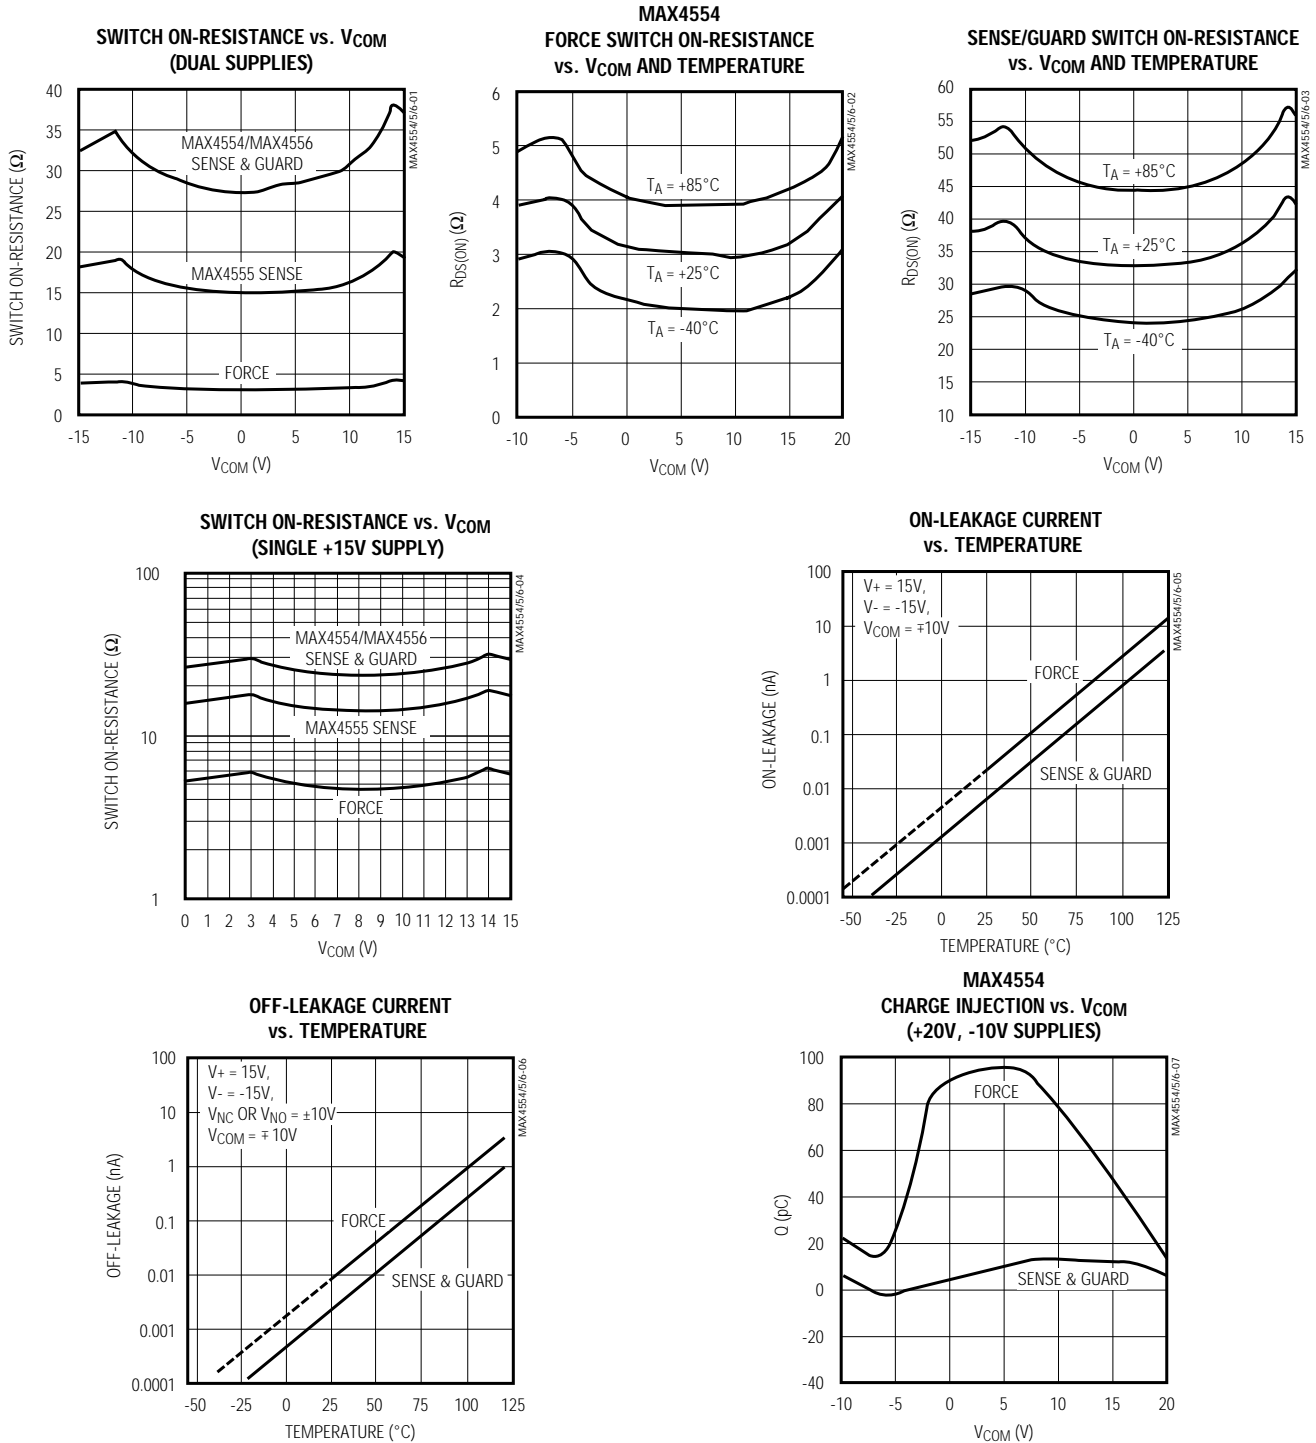 SWITCH ON-RESISTANCE vs. VCOM
(DUAL SUPPLIES)
40
35
30
25
20
15
10
5
0
SWITCH ON-RESISTANCE (Ω)
MAX4554/MAX4556
SENSE & GUARD
MAX4555 SENSE
FORCE
MAX4554/5/6-01
-15 -10 -5 0 5 10 15
VCOM (V)
MAX4554
FORCE SWITCH ON-RESISTANCE
vs. VCOM AND TEMPERATURE
6
5
4
3
2
1
0
RDS(ON) (Ω)
TA = +85°C
TA = +25°C
TA = -40°C
MAX4554/5/6-02
-10 -5 0 5 10 15 20
VCOM (V)
SENSE/GUARD SWITCH ON-RESISTANCE
vs. VCOM AND TEMPERATURE
60
55
50
45
40
35
30
25
20
15
10
RDS(ON) (Ω)
TA = +85°C
TA = +25°C
TA = -40°C
MAX4554/5/6-03
-15 -10 -5 0 5 10 15
VCOM (V)
SWITCH ON-RESISTANCE vs. VCOM
(SINGLE +15V SUPPLY)
100
10
1
SWITCH ON-RESISTANCE (Ω)
MAX4554/MAX4556
SENSE & GUARD
MAX4555 SENSE
FORCE
MAX4554/5/6-04
0 1 2 3 4 5 6 7 8 9 10 11 12 13 14 15
VCOM (V)
ON-LEAKAGE CURRENT
vs. TEMPERATURE
100
10
1
0.1
0.01
0.001
0.0001
ON-LEAKAGE (nA)
V+ = 15V,
V- = -15V,
VCOM = ∓10V
FORCE
SENSE & GUARD
MAX4554/5/6-05
-50 -25 0 25 50 75 100 125
TEMPERATURE (°C)
OFF-LEAKAGE CURRENT
vs. TEMPERATURE
100
10
1
0.1
0.01
0.001
0.0001
OFF-LEAKAGE (nA)
V+ = 15V,
V- = -15V,
VNC OR VNO = ±10V
VCOM = ∓ 10V
FORCE
SENSE & GUARD
MAX4554/5/6-06
-50 -25 0 25 50 75 100 125
TEMPERATURE (°C)
MAX4554
CHARGE INJECTION vs. VCOM
(+20V, -10V SUPPLIES)
100
80
60
40
20
0
-20
-40
Q (pC)
FORCE
SENSE & GUARD
MAX4554/5/6-07
-10 -5 0 5 10 15 20
VCOM (V)